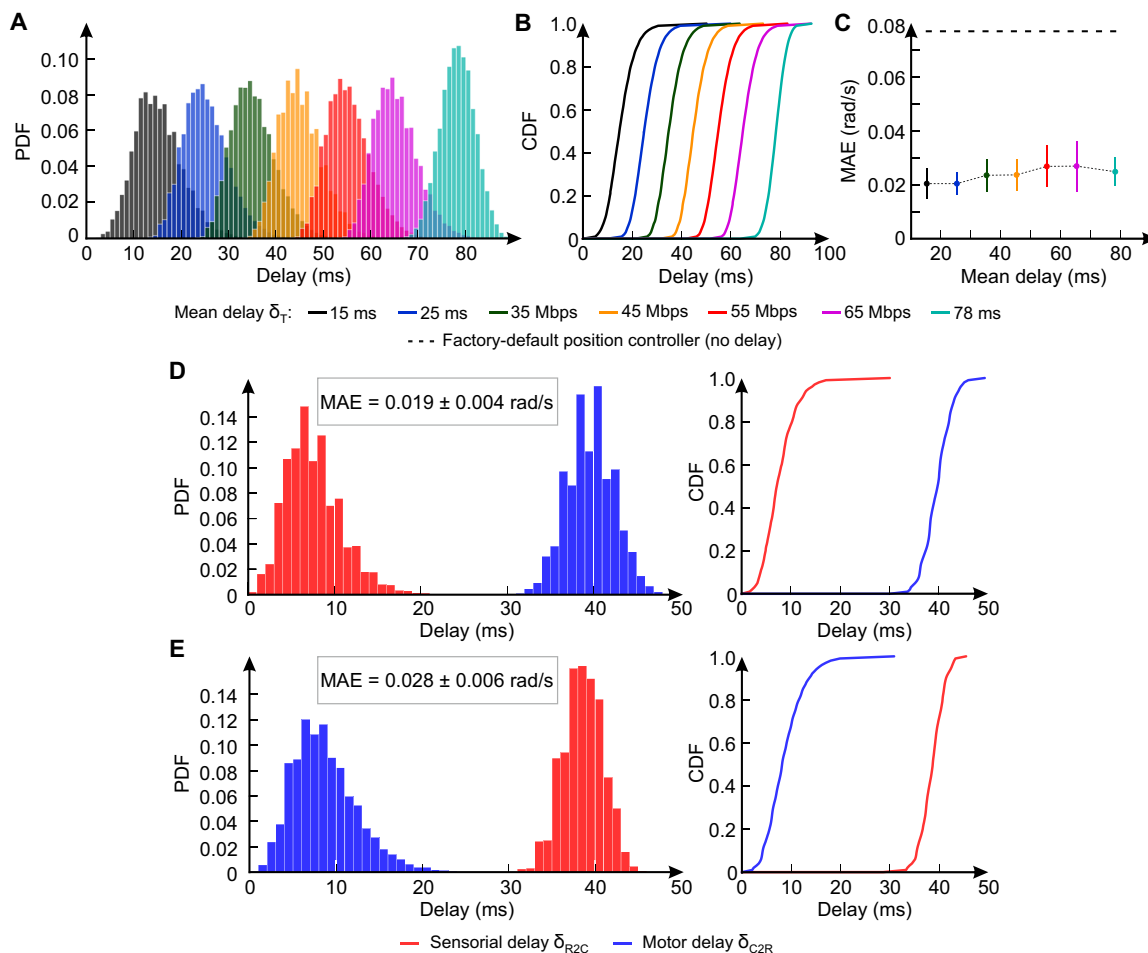 A
PDF
0.10
0.08
0.06
0.04
0.02
0
0 10 20 30 40 50 60 70 80
Delay (ms)
B
CDF
1.0
0.8
0.6
0.4
0.2
0
0 20 40 60 80 100
Delay (ms)
C
MAE (rad/s)
0.08
0.06
0.04
0.02
0
20 40 60 80
Mean delay (ms)
Mean delay δT: 15 ms 25 ms 35 Mbps 45 Mbps 55 Mbps 65 Mbps 78 ms
Factory-default position controller (no delay)
D
MAE = 0.019 ± 0.004 rad/s
PDF
0.14
0.12
0.10
0.08
0.06
0.04
0.02
0
0 10 20 30 40 50
Delay (ms)
CDF
1.0
0.8
0.6
0.4
0.2
0
0 10 20 30 40 50
Delay (ms)
E
MAE = 0.028 ± 0.006 rad/s
PDF
0.14
0.12
0.10
0.08
0.06
0.04
0.02
0
0 10 20 30 40 50
Delay (ms)
CDF
1.0
0.8
0.6
0.4
0.2
0
0 10 20 30 40 50
Delay (ms)
Sensorial delay δR2C Motor delay δC2R